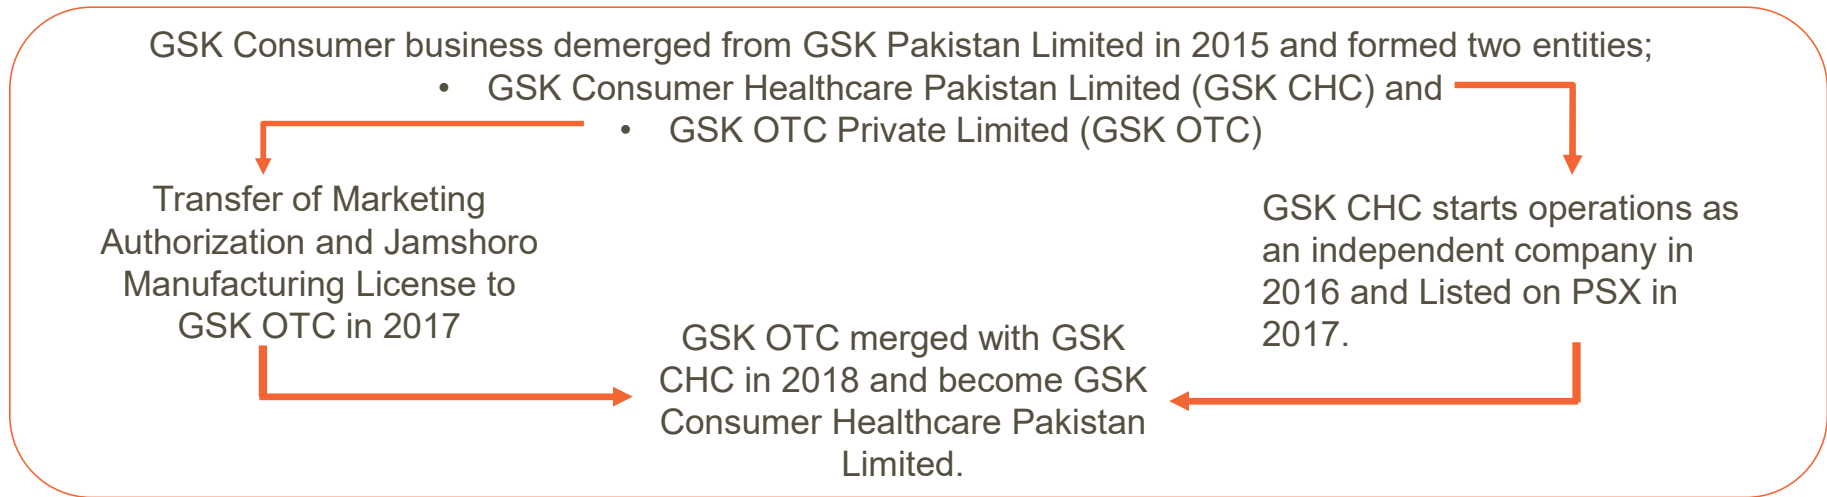 GSK Consumer business demerged from GSK Pakistan Limited in 2015 and formed two entities;
• GSK Consumer Healthcare Pakistan Limited (GSK CHC) and
• GSK OTC Private Limited (GSK OTC)
Transfer of Marketing
Authorization and Jamshoro
Manufacturing License to
GSK OTC in 2017
GSK CHC starts operations as
an independent company in
2016 and Listed on PSX in
2017.
GSK OTC merged with GSK
CHC in 2018 and become GSK
Consumer Healthcare Pakistan
Limited.